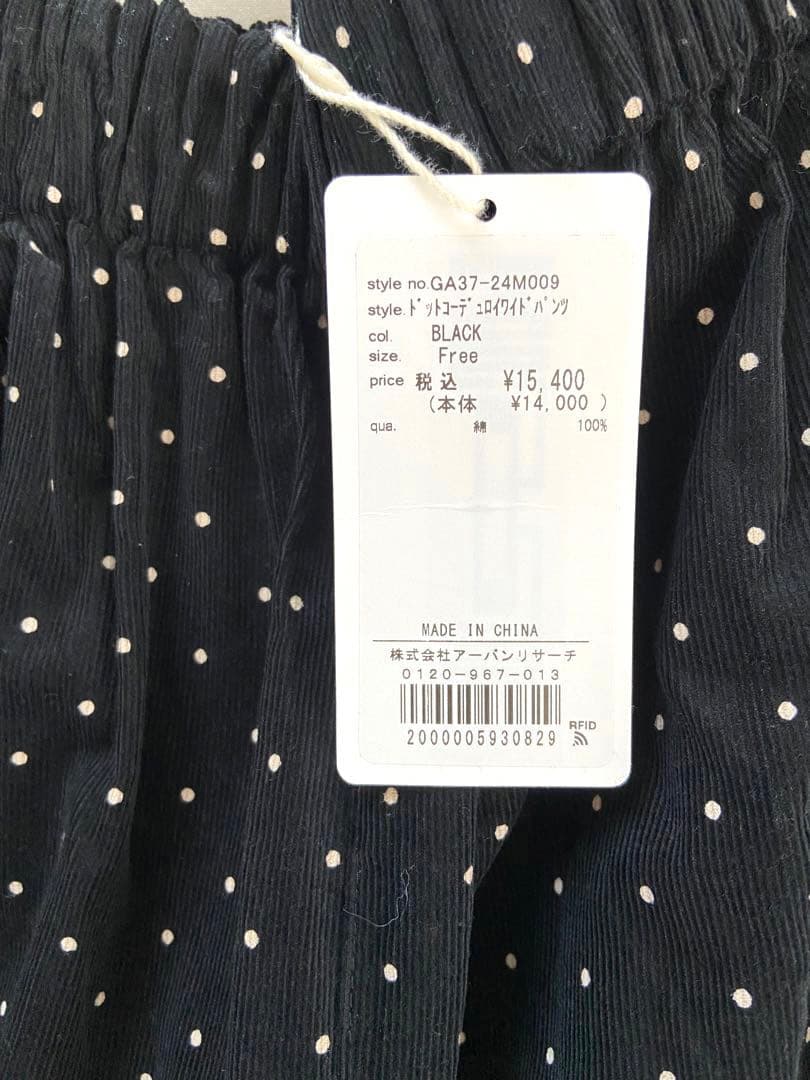 style no.GA37-24M009
style.ﾄﾞｯﾄｺｰﾃﾞｭﾛｲﾜｲﾄﾞﾊﾟﾝﾂ
col. BLACK
size. Free
price 税込 ¥15,400
(本体 ¥14,000 )
qua. 綿 100%
MADE IN CHINA
株式会社アーバンリサーチ
0120-967-013
RFID
2000005930829